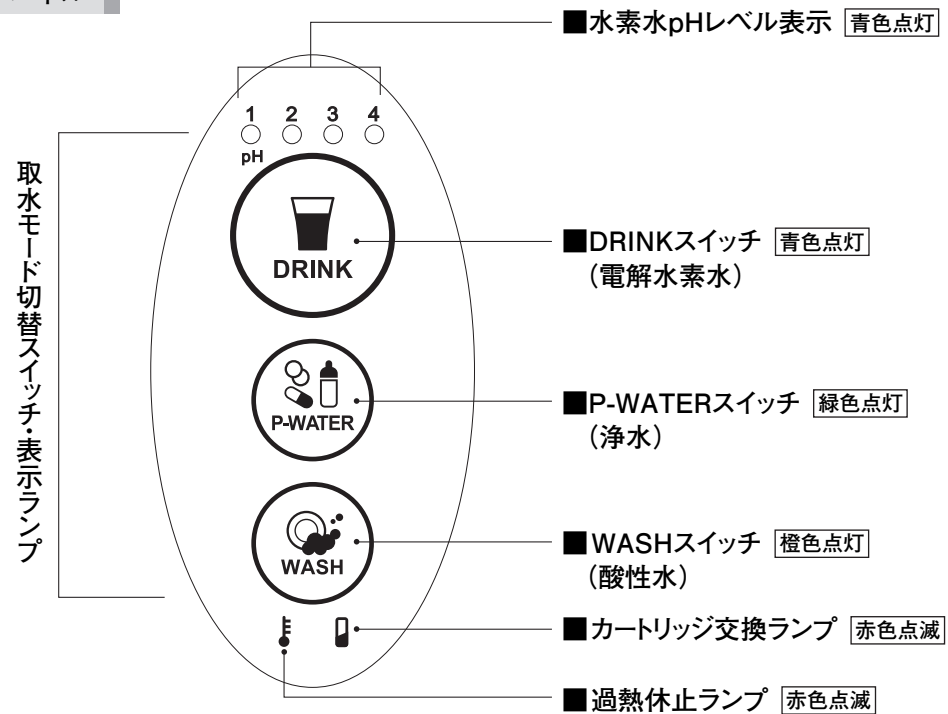 ■水素水pHレベル表示 青色点灯
1 2 3 4
pH
DRINK
■DRINKスイッチ 青色点灯
（電解水素水）
取水モード切替スイッチ・表示ランプ
P-WATER
■P-WATERスイッチ 緑色点灯
（浄水）
WASH
■WASHスイッチ 橙色点灯
（酸性水）
■カートリッジ交換ランプ 赤色点滅
■過熱休止ランプ 赤色点滅